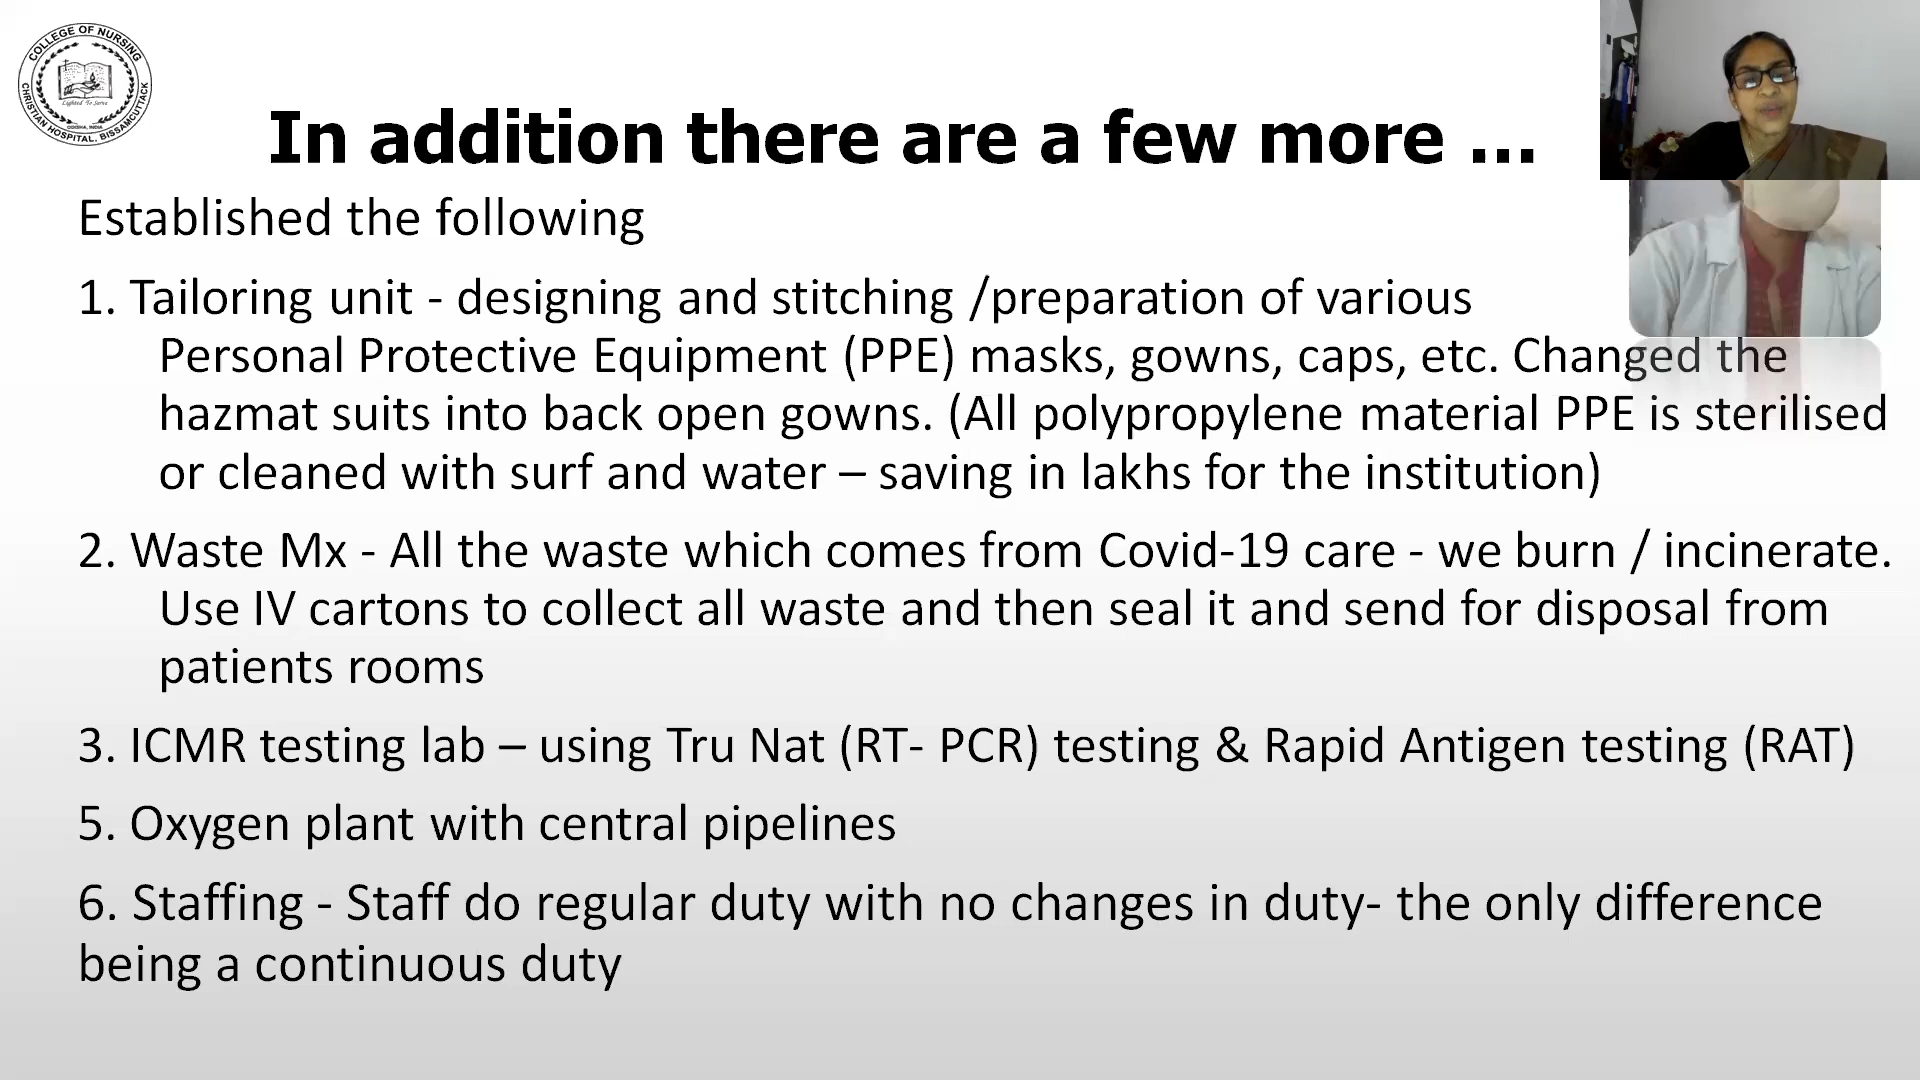 COLLEGE OF NURSING
Lighted To Serve
ODISHA, INDIA
CHRISTIAN HOSPITAL, BISSAMCUTTACK
In addition there are a few more ...
Established the following
1. Tailoring unit - designing and stitching /preparation of various
Personal Protective Equipment (PPE) masks, gowns, caps, etc. Changed the
hazmat suits into back open gowns. (All polypropylene material PPE is sterilised
or cleaned with surf and water – saving in lakhs for the institution)
2. Waste Mx - All the waste which comes from Covid-19 care - we burn / incinerate.
Use IV cartons to collect all waste and then seal it and send for disposal from
patients rooms
3. ICMR testing lab – using Tru Nat (RT- PCR) testing & Rapid Antigen testing (RAT)
5. Oxygen plant with central pipelines
6. Staffing - Staff do regular duty with no changes in duty- the only difference
being a continuous duty